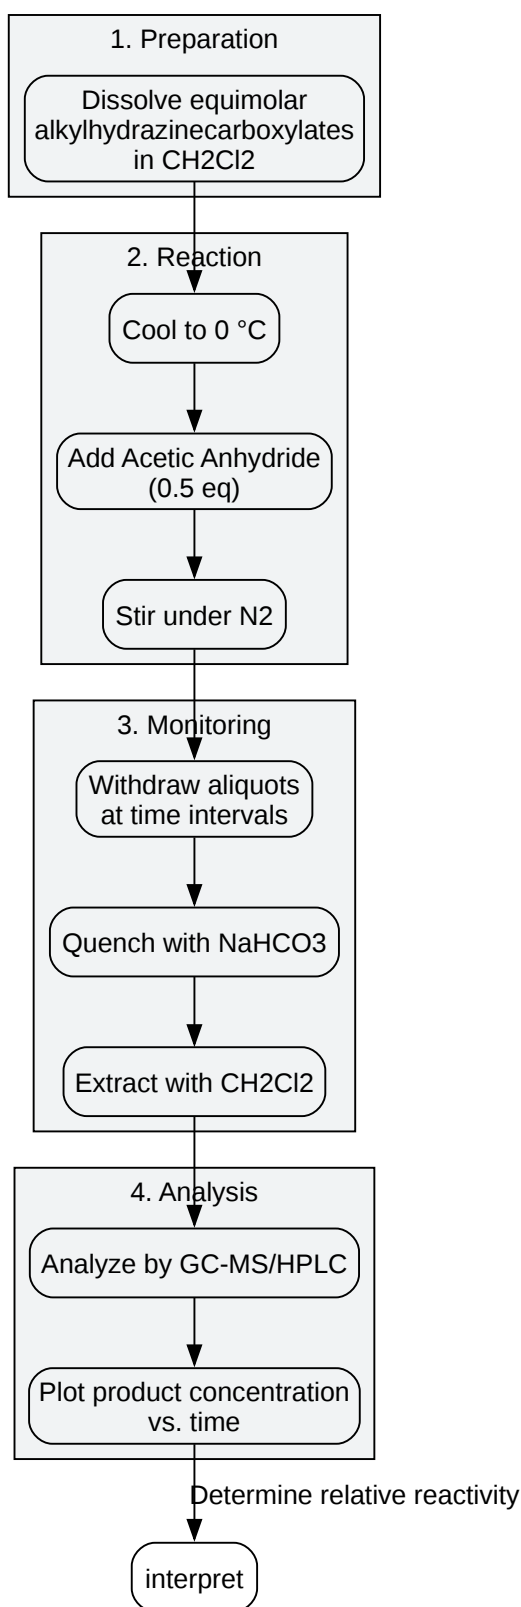 1. Preparation
Dissolve equimolar
alkylhydrazinecarboxylates
in CH2Cl2
2. Reaction
Cool to 0 °C
Add Acetic Anhydride
(0.5 eq)
Stir under N2
3. Monitoring
Withdraw aliquots
at time intervals
Quench with NaHCO3
Extract with CH2Cl2
4. Analysis
Analyze by GC-MS/HPLC
Plot product concentration
vs. time
Determine relative reactivity
interpret